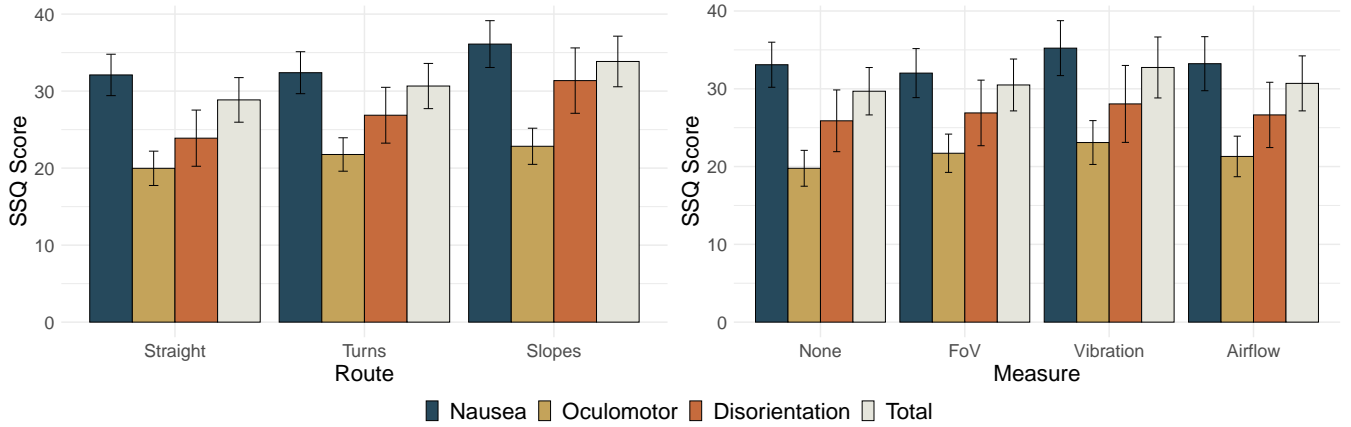 40
30
20
10
0
SSQ Score
Straight
Turns
Slopes
Route
40
30
20
10
0
SSQ Score
None
FoV
Vibration
Airflow
Measure
Nausea Oculomotor Disorientation Total